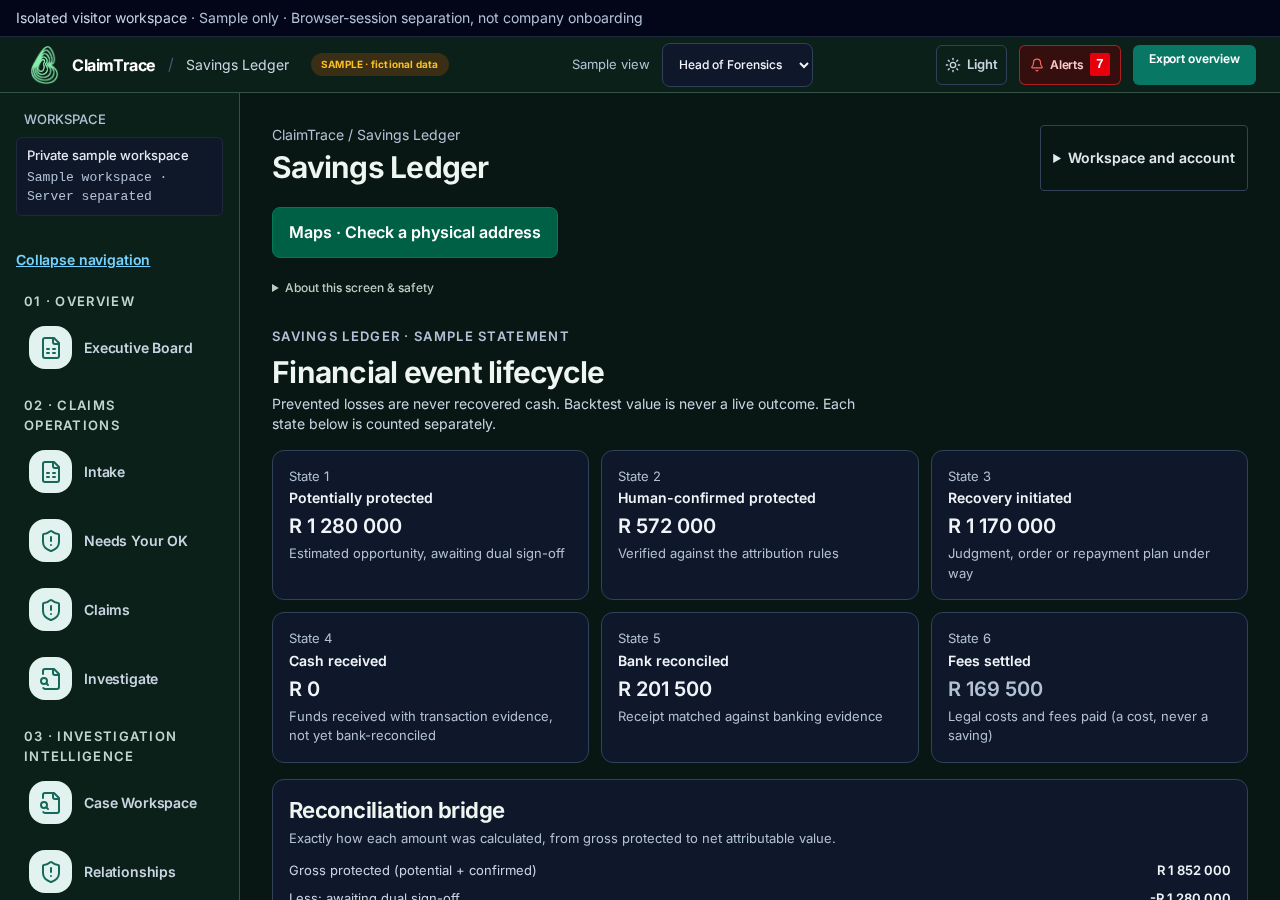 Isolated visitor workspace · Sample only · Browser-session separation, not company onboarding
ClaimTrace / Savings Ledger
SAMPLE · fictional data
Sample view
Head of Forensics
Light
Alerts 7
Export overview
WORKSPACE
Private sample workspace
Sample workspace ·
Server separated
Collapse navigation
01 · OVERVIEW
Executive Board
02 · CLAIMS
OPERATIONS
Intake
Needs Your OK
Claims
Investigate
03 · INVESTIGATION
INTELLIGENCE
Case Workspace
Relationships
ClaimTrace / Savings Ledger
Savings Ledger
Workspace and account
Maps · Check a physical address
About this screen & safety
SAVINGS LEDGER · SAMPLE STATEMENT
Financial event lifecycle
Prevented losses are never recovered cash. Backtest value is never a live outcome. Each
state below is counted separately.
State 1
Potentially protected
R 1 280 000
Estimated opportunity, awaiting dual sign-off
State 2
Human-confirmed protected
R 572 000
Verified against the attribution rules
State 3
Recovery initiated
R 1 170 000
Judgment, order or repayment plan under
way
State 4
Cash received
R 0
Funds received with transaction evidence,
not yet bank-reconciled
State 5
Bank reconciled
R 201 500
Receipt matched against banking evidence
State 6
Fees settled
R 169 500
Legal costs and fees paid (a cost, never a
saving)
Reconciliation bridge
Exactly how each amount was calculated, from gross protected to net attributable value.
Gross protected (potential + confirmed) R 1 852 000
Less: awaiting dual sign-off -R 1 280 000